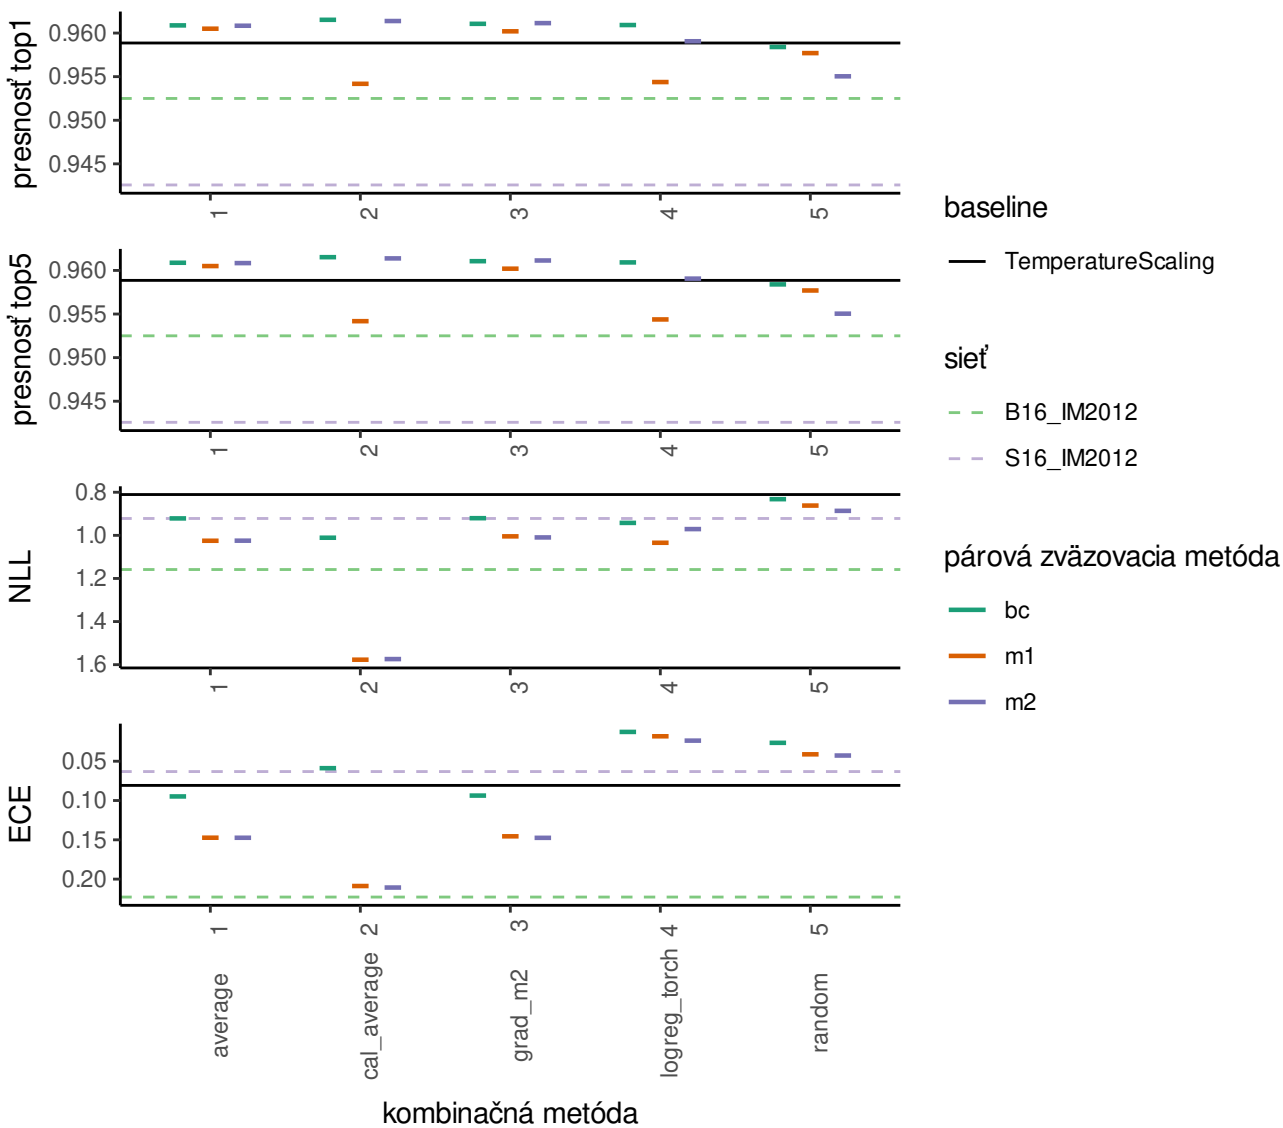 presnosť top1
0.960
0.955
0.950
0.945
1
2
3
4
5
presnosť top5
0.960
0.955
0.950
0.945
1
2
3
4
5
NLL
0.8
1.0
1.2
1.4
1.6
1
2
3
4
5
ECE
0.05
0.10
0.15
0.20
average 1
cal_average 2
grad_m2 3
logreg_torch 4
random 5
kombinačná metóda
baseline
TemperatureScaling
sieť
B16_IM2012
S16_IM2012
párová zväzovacia metóda
bc
m1
m2